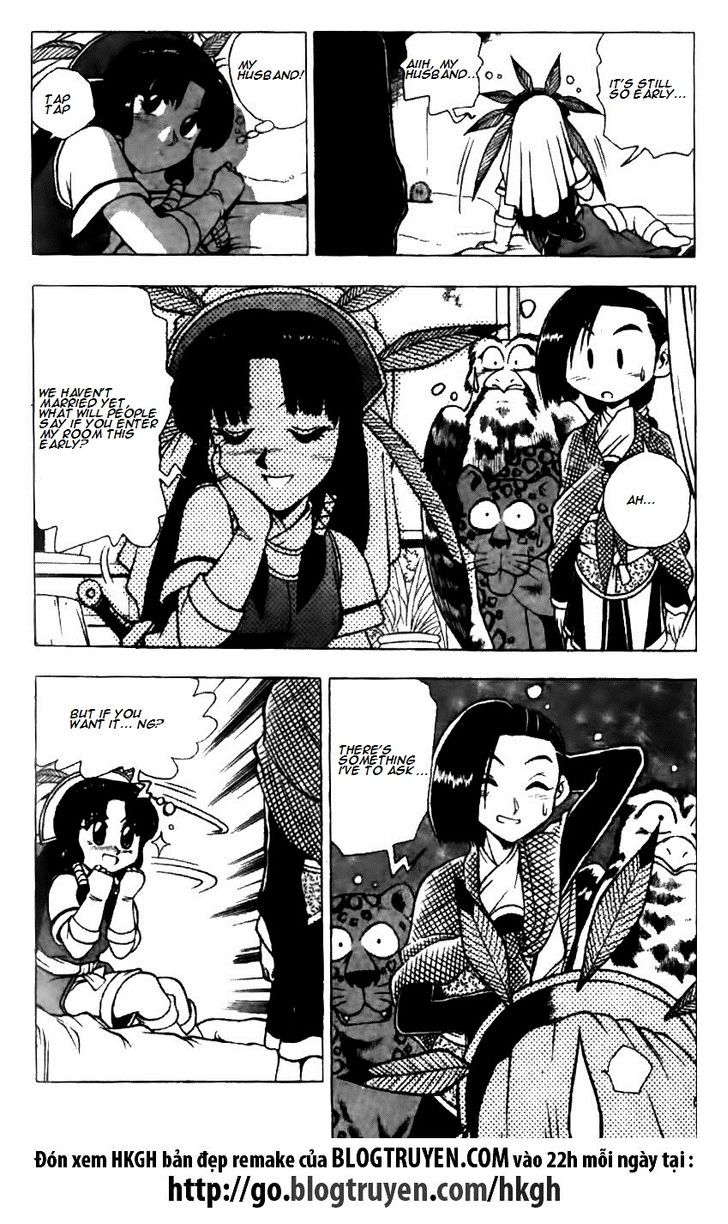 MY
HUSBAND!
TAP
TAP
AIIH, MY
HUSBAND...
IT'S STILL
SO EARLY...
WE HAVEN'T
MARRIED YET,
WHAT WILL PEOPLE
SAY IF YOU ENTER
MY ROOM THIS
EARLY?
AH...
BUT IF YOU
WANT IT... NG?
THERE'S
SOMETHING
I'VE TO ASK...
Đón xem HKGH bản đẹp remake của BLOGTRUYEN.COM vào 22h mỗi ngày tại :
http://go.blogtruyen.com/hkgh